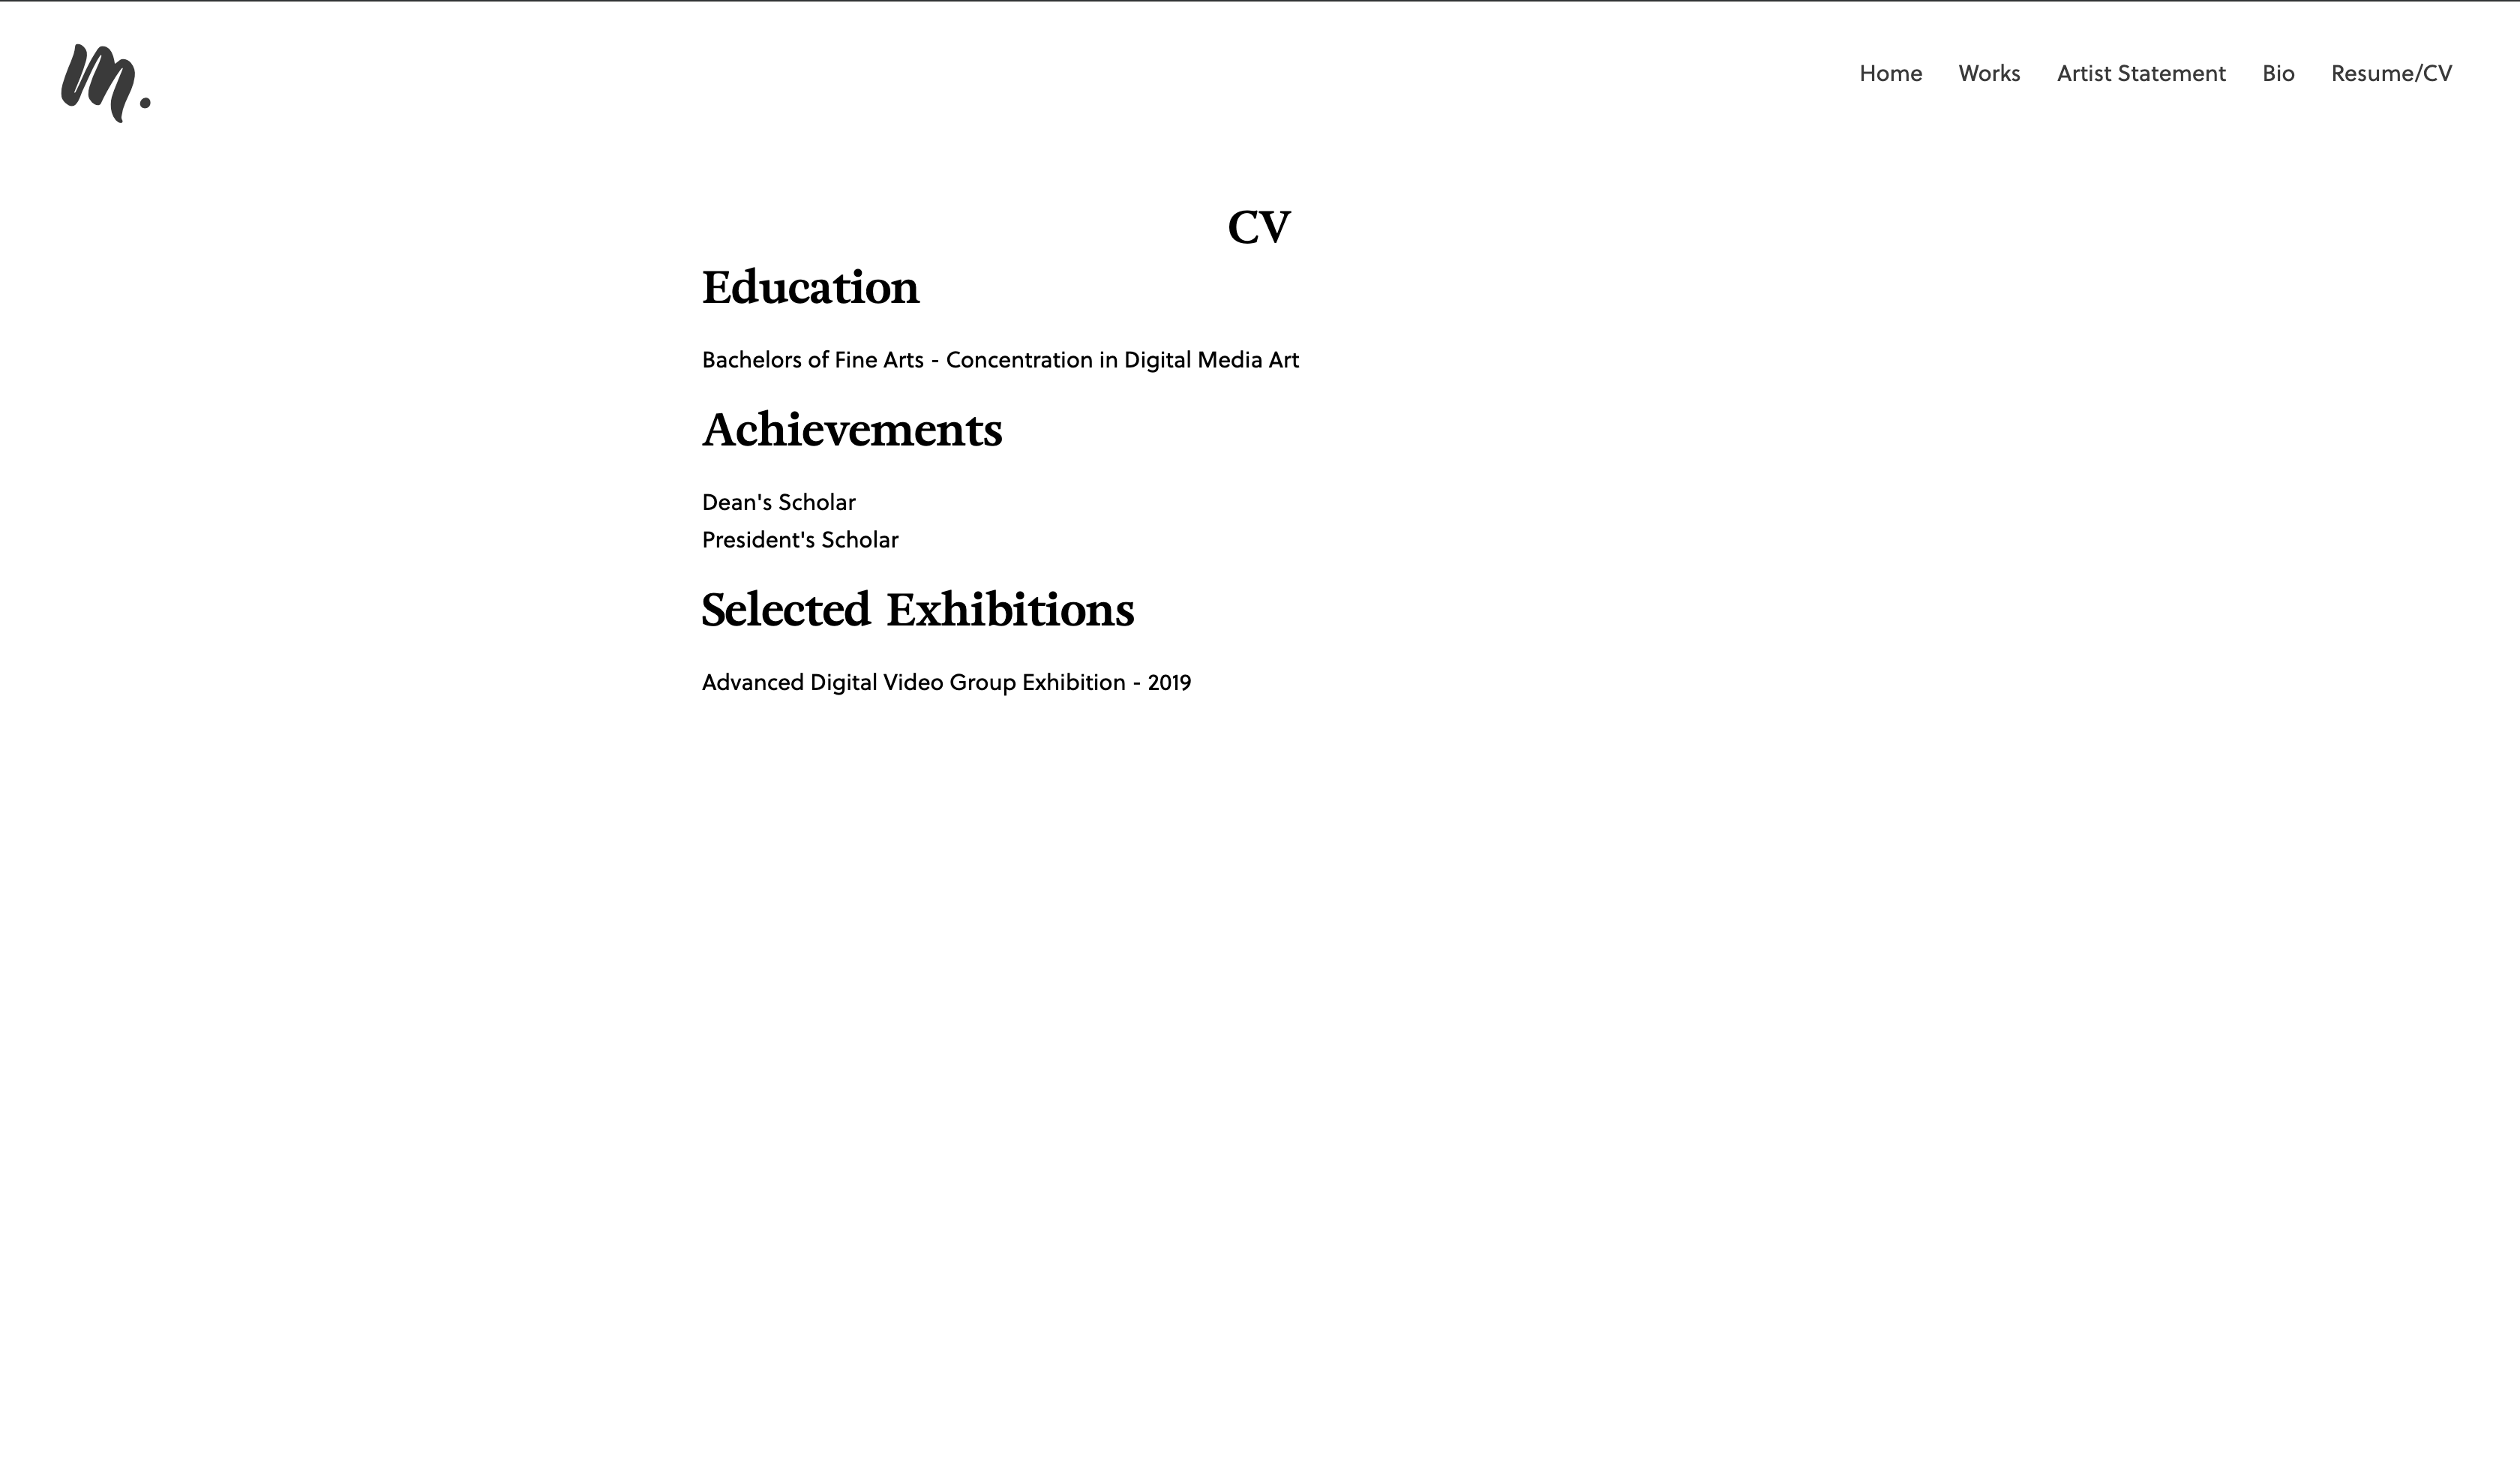 m.
Home Works Artist Statement Bio Resume/CV
CV
Education
Bachelors of Fine Arts - Concentration in Digital Media Art
Achievements
Dean's Scholar
President's Scholar
Selected Exhibitions
Advanced Digital Video Group Exhibition - 2019